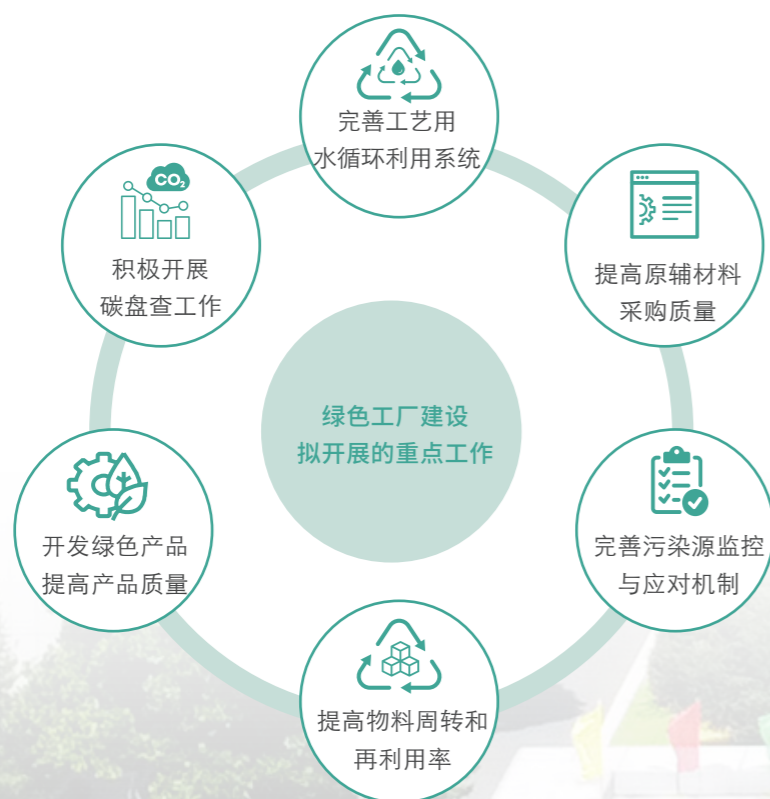 完善工艺用
水循环利用系统
提高原辅材料
采购质量
完善污染源监控
与应对机制
提高物料周转和
再利用率
开发绿色产品
提高产品质量
积极开展
碳盘查工作
CO₂
绿色工厂建设
拟开展的重点工作